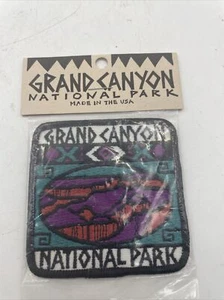 GRAND CANYON
NATIONAL PARK
MADE IN THE USA
GRAND CANYON
NATIONAL PARK